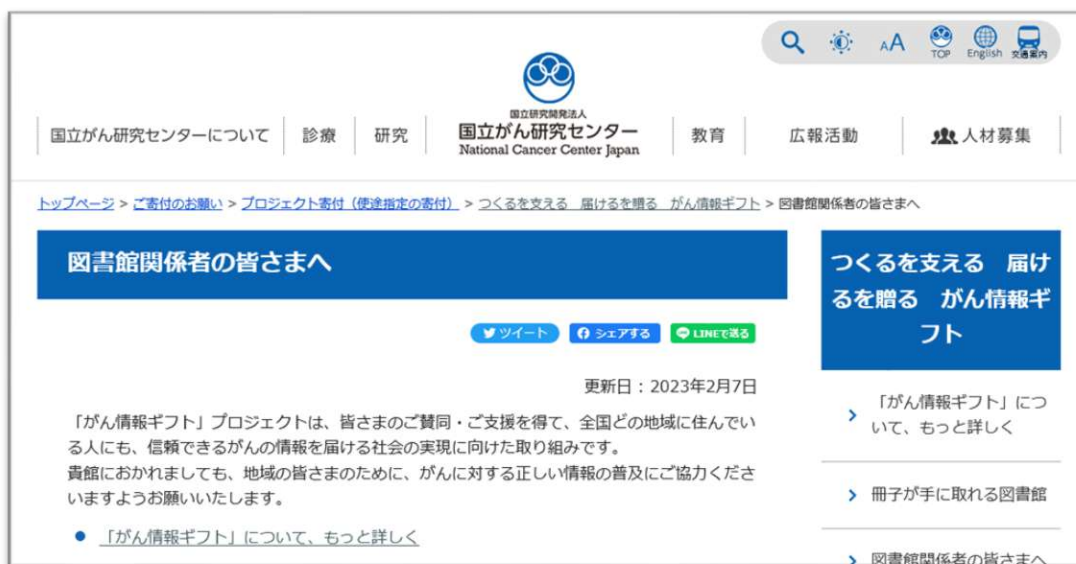 AA
TOP
English
交通案内
国立がん研究センターについて
診療
研究
国立研究開発法人
国立がん研究センター
National Cancer Center Japan
教育
広報活動
人材募集
トップページ > ご寄付のお願い > プロジェクト寄付（使途指定の寄付） > つくるを支える 届けるを贈る がん情報ギフト > 図書館関係者の皆さまへ
図書館関係者の皆さまへ
ツイート
シェアする
LINEで送る
更新日：2023年2月7日
「がん情報ギフト」プロジェクトは、皆さまのご賛同・ご支援を得て、全国どの地域に住んでい
る人にも、信頼できるがんの情報を届ける社会の実現に向けた取り組みです。
貴館におかれましても、地域の皆さまのために、がんに対する正しい情報の普及にご協力くださ
いますようお願いいたします。
「がん情報ギフト」について、もっと詳しく
つくるを支える 届け
るを贈る がん情報ギ
フト
「がん情報ギフト」につ
いて、もっと詳しく
冊子が手に取れる図書館
図書館関係者の皆さまへ